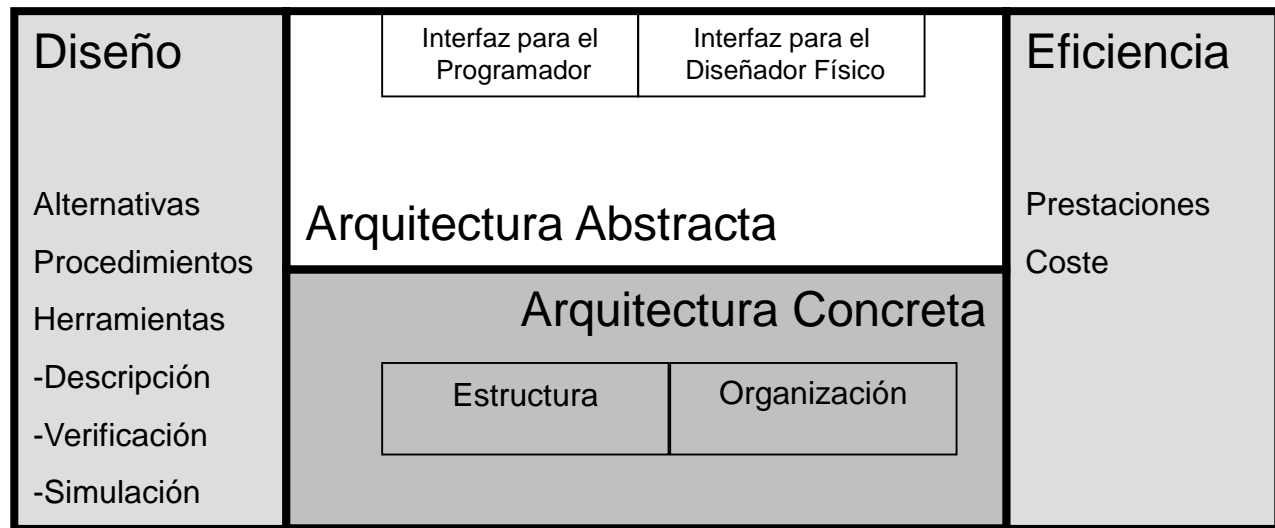 Diseño
Alternativas
Procedimientos
Herramientas
-Descripción
-Verificación
-Simulación
Interfaz para el
Programador
Interfaz para el
Diseñador Físico
Arquitectura Abstracta
Arquitectura Concreta
Estructura
Organización
Eficiencia
Prestaciones
Coste